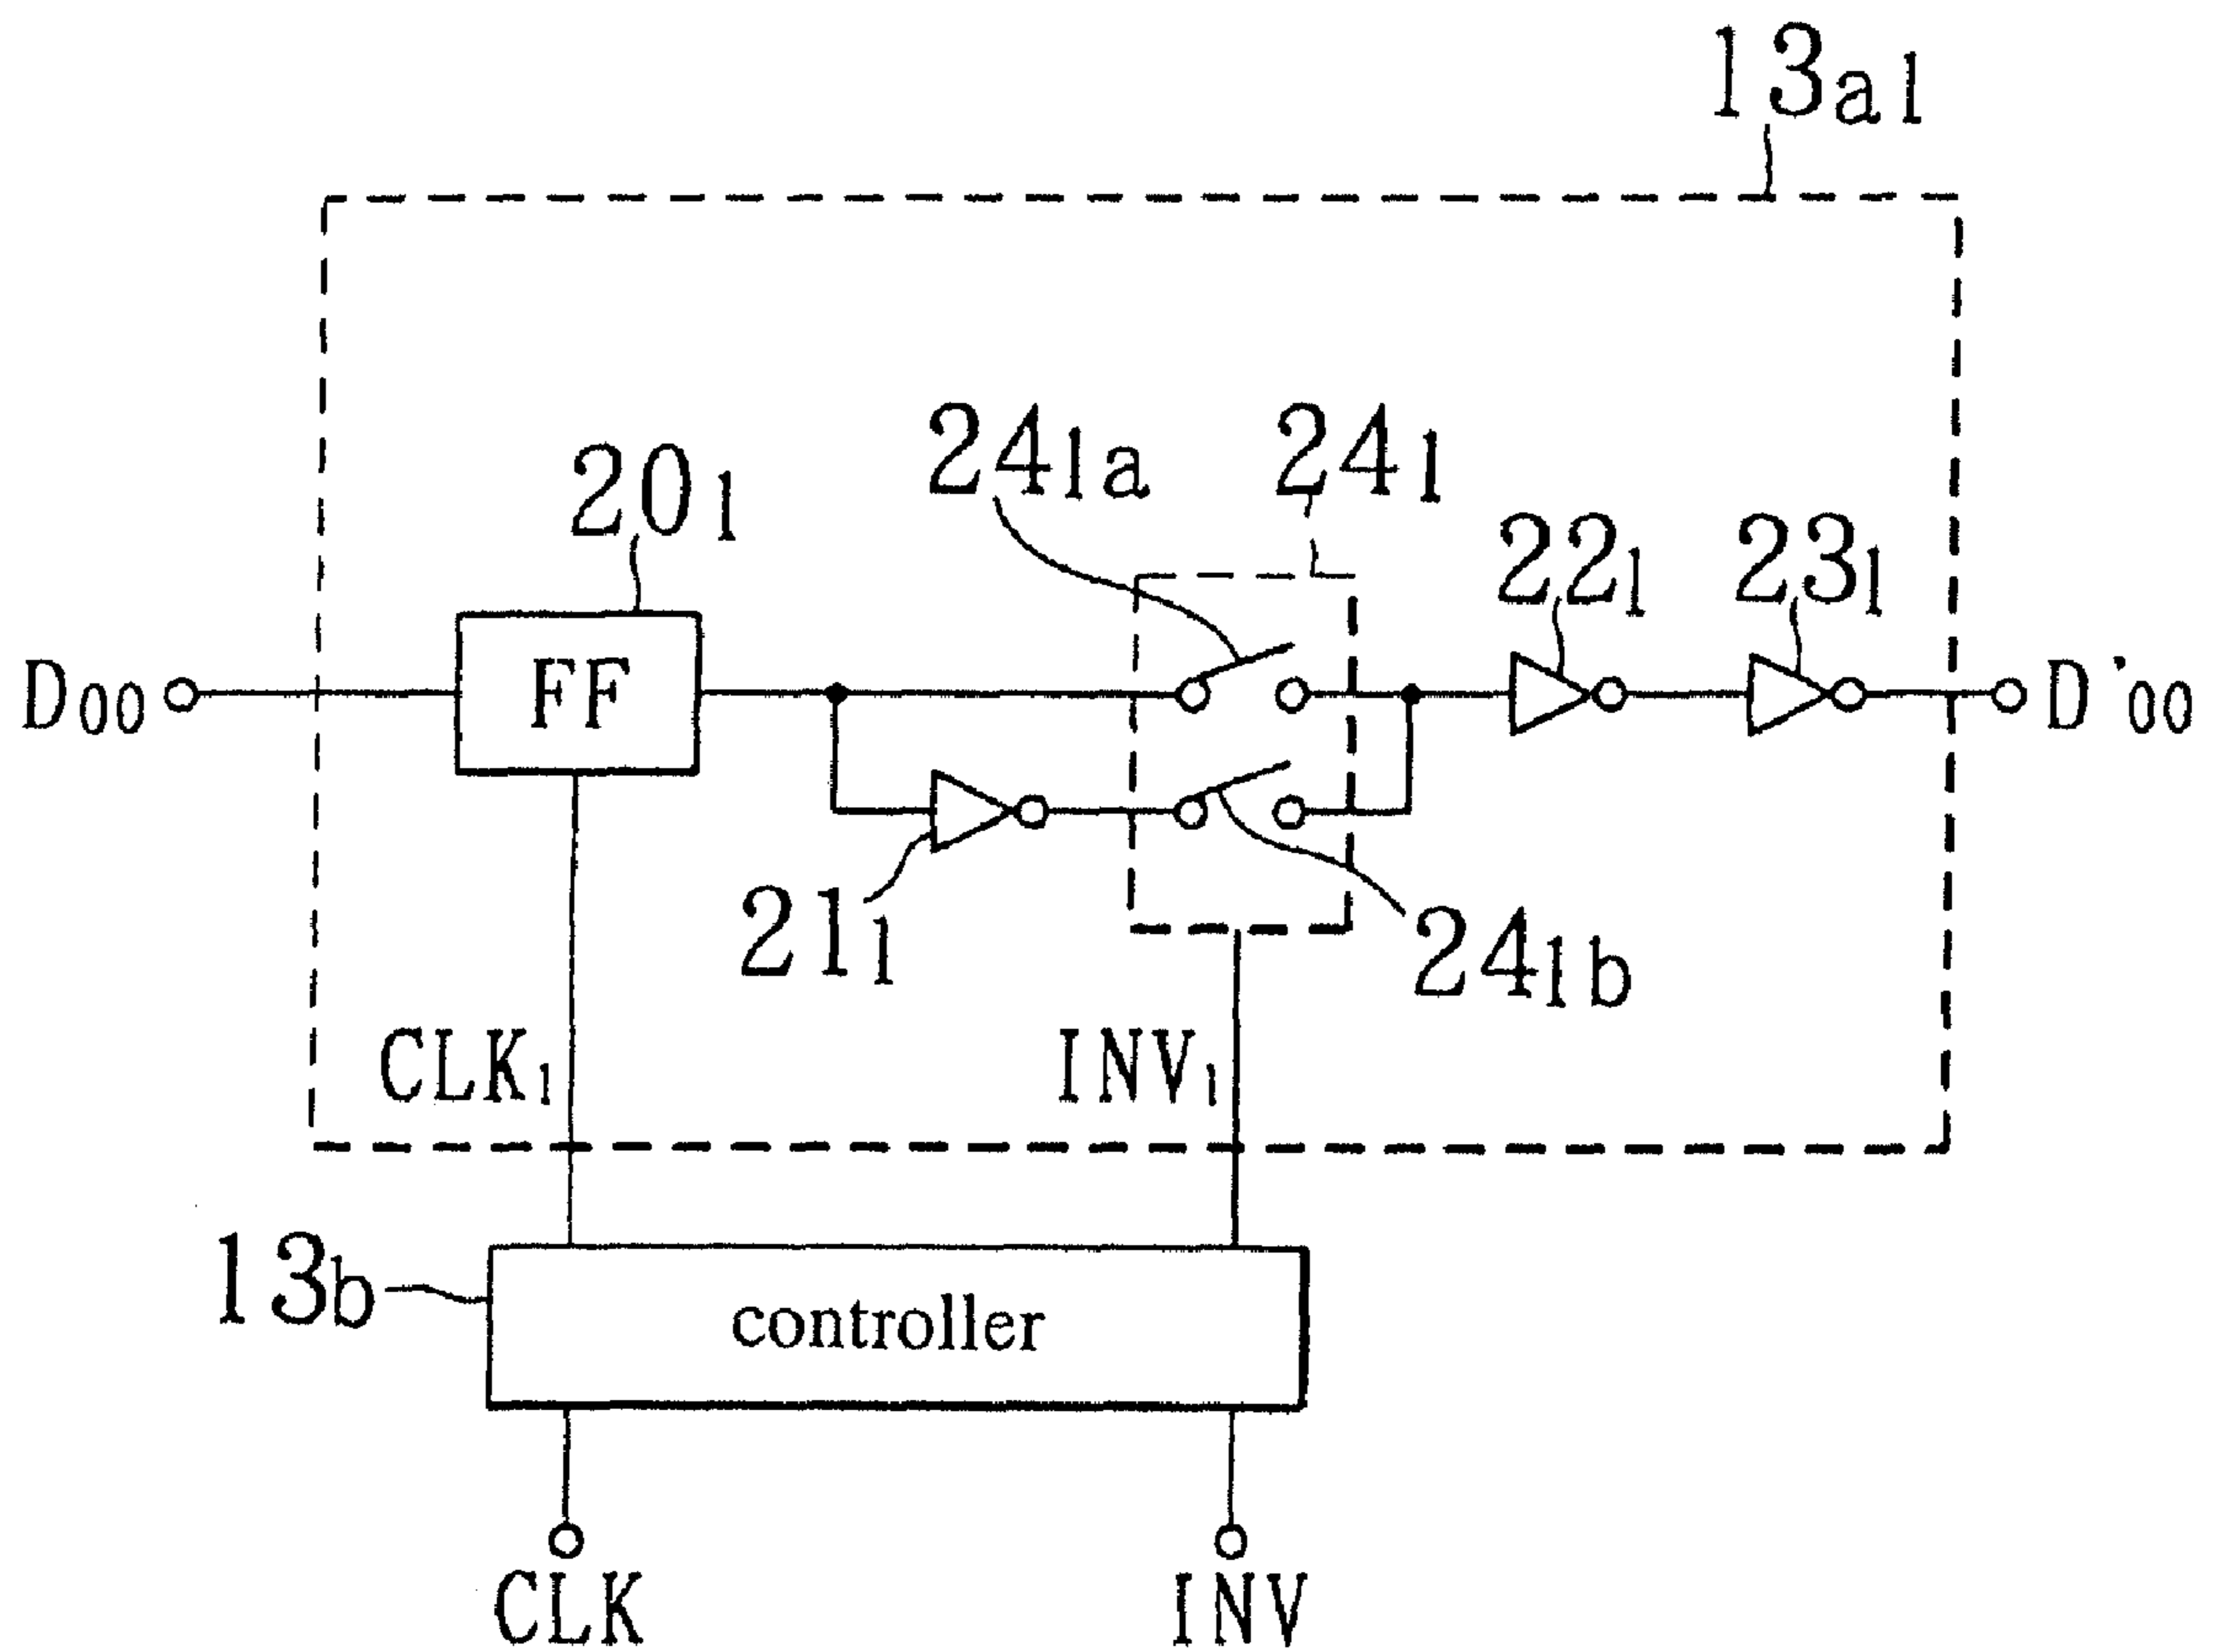 13a1
24₁a
24₁
20₁
22₁
23₁
D00
FF
D'00
21₁
24₁b
CLK₁
INV₁
13b
controller
CLK
INV